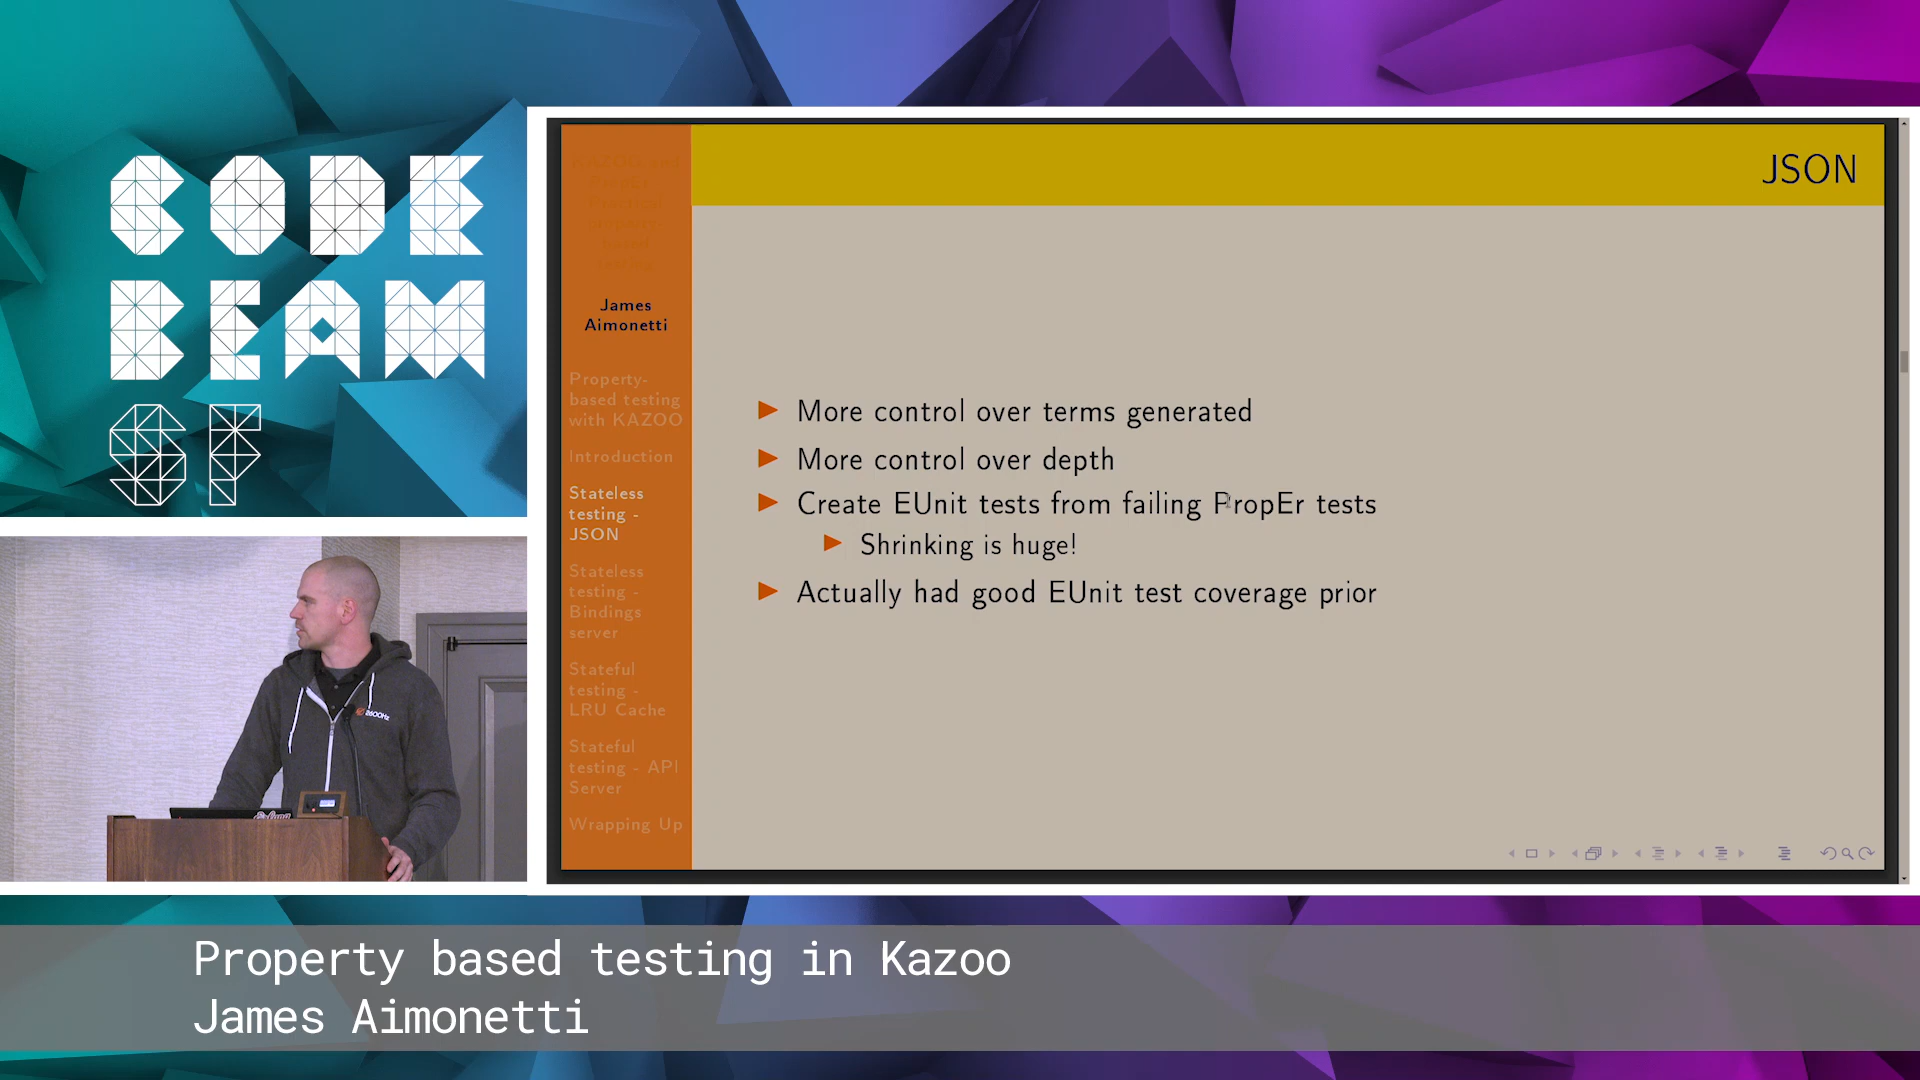 CODE
BEAM
SF
James
Aimonetti
Property-
based testing
with KAZOO
Introduction
Stateless
testing -
JSON
Stateless
testing -
Bindings
server
Stateful
testing -
LRU Cache
Stateful
testing - API
Server
Wrapping Up
JSON
More control over terms generated
More control over depth
Create EUnit tests from failing PropEr tests
Shrinking is huge!
Actually had good EUnit test coverage prior
2600Hz
Property based testing in Kazoo
James Aimonetti